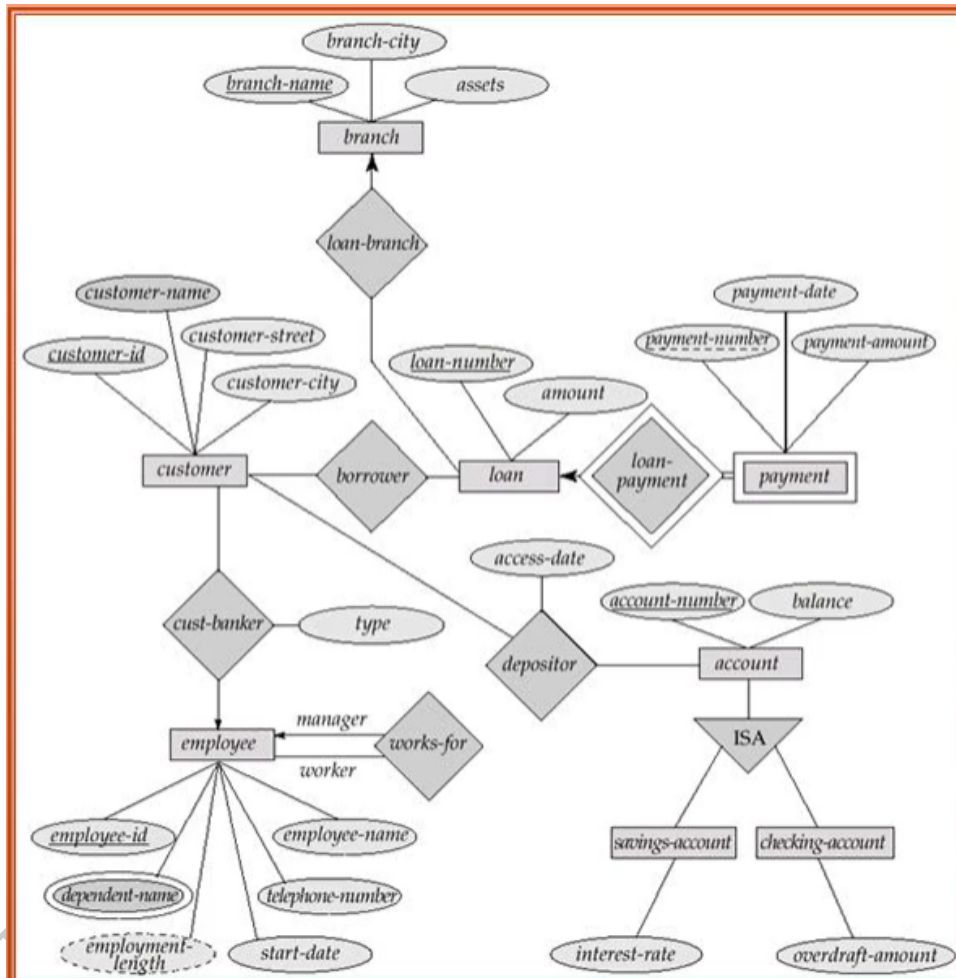 branch-city
branch-name
assets
branch
loan-branch
customer-name
payment-date
customer-street
customer-id
loan-number
payment-number
payment-amount
customer-city
amount
customer
borrower
loan
loan-
payment
payment
access-date
account-number
balance
cust-banker
type
depositor
account
manager
employee
works-for
ISA
worker
employee-id
employee-name
savings-account
checking-account
dependent-name
telephone-number
employment-
length
start-date
interest-rate
overdraft-amount